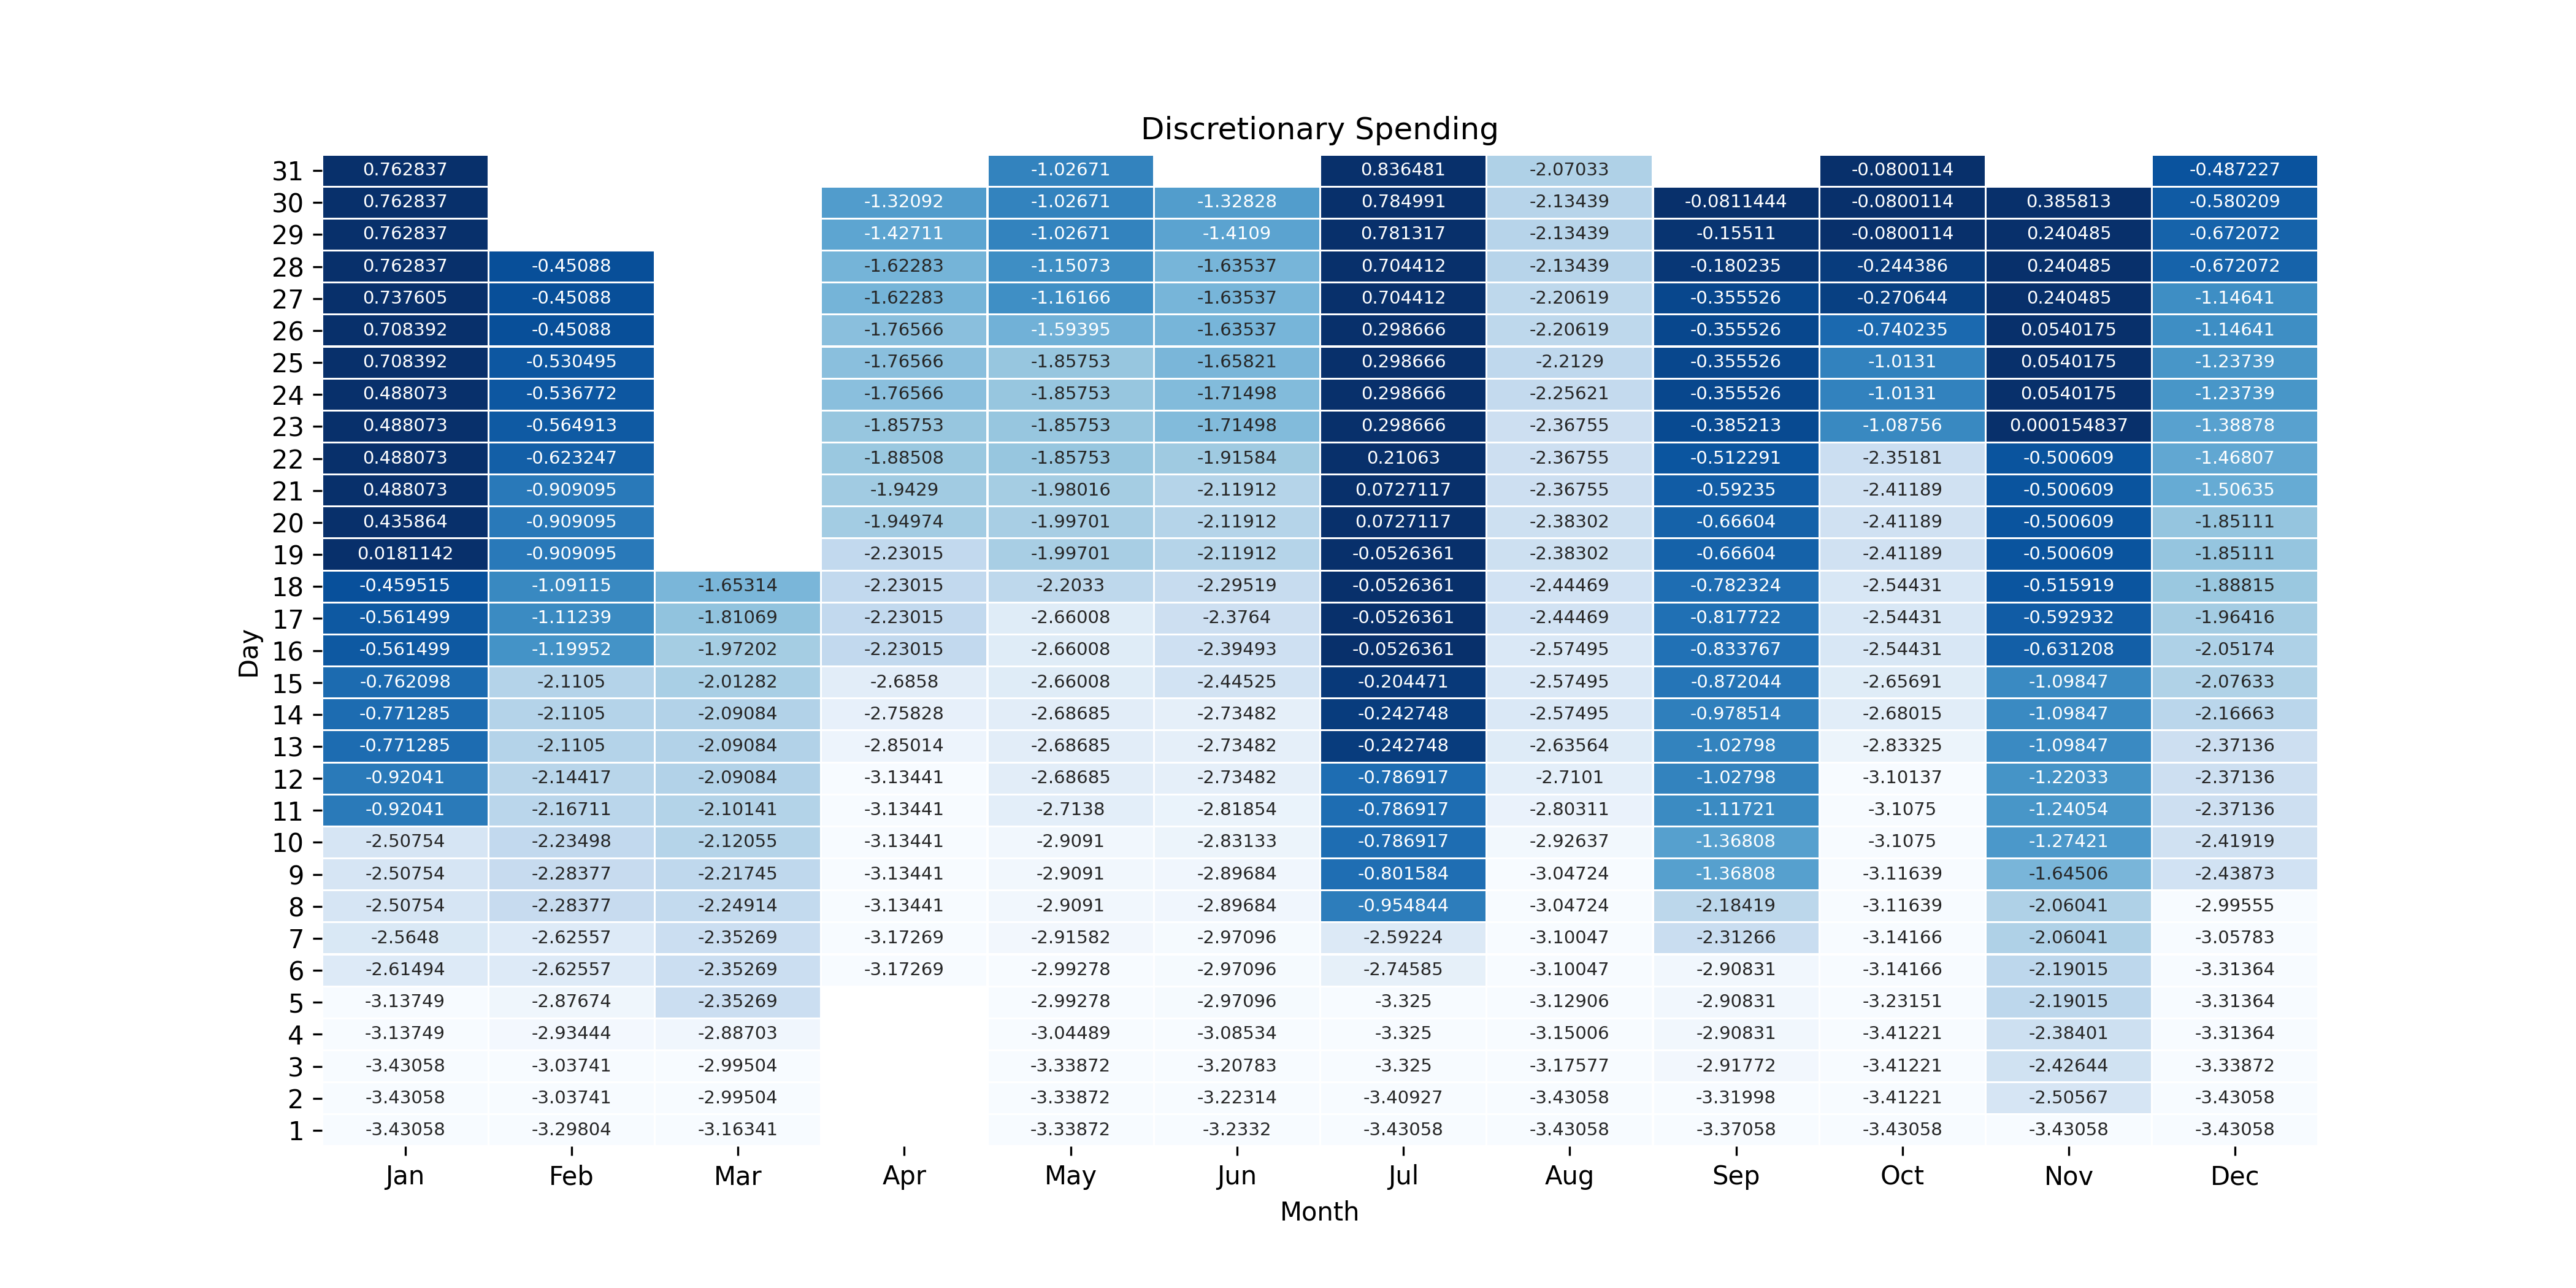 Discretionary Spending
31 0.762837 -1.02671 0.836481 -2.07033 -0.0800114 -0.487227
30 0.762837 -1.32092 -1.02671 -1.32828 0.784991 -2.13439 -0.0811444 -0.0800114 0.385813 -0.580209
29 0.762837 -1.42711 -1.02671 -1.4109 0.781317 -2.13439 -0.15511 -0.0800114 0.240485 -0.672072
28 0.762837 -0.45088 -1.62283 -1.15073 -1.63537 0.704412 -2.13439 -0.180235 -0.244386 0.240485 -0.672072
27 0.737605 -0.45088 -1.62283 -1.16166 -1.63537 0.704412 -2.20619 -0.355526 -0.270644 0.240485 -1.14641
26 0.708392 -0.45088 -1.76566 -1.59395 -1.63537 0.298666 -2.20619 -0.355526 -0.740235 0.0540175 -1.14641
25 0.708392 -0.530495 -1.76566 -1.85753 -1.65821 0.298666 -2.2129 -0.355526 -1.0131 0.0540175 -1.23739
24 0.488073 -0.536772 -1.76566 -1.85753 -1.71498 0.298666 -2.25621 -0.355526 -1.0131 0.0540175 -1.23739
23 0.488073 -0.564913 -1.85753 -1.85753 -1.71498 0.298666 -2.36755 -0.385213 -1.08756 0.000154837 -1.38878
22 0.488073 -0.623247 -1.88508 -1.85753 -1.91584 0.21063 -2.36755 -0.512291 -2.35181 -0.500609 -1.46807
21 0.488073 -0.909095 -1.9429 -1.98016 -2.11912 0.0727117 -2.36755 -0.59235 -2.41189 -0.500609 -1.50635
20 0.435864 -0.909095 -1.94974 -1.99701 -2.11912 0.0727117 -2.38302 -0.66604 -2.41189 -0.500609 -1.85111
19 0.0181142 -0.909095 -2.23015 -1.99701 -2.11912 -0.0526361 -2.38302 -0.66604 -2.41189 -0.500609 -1.85111
18 -0.459515 -1.09115 -1.65314 -2.23015 -2.2033 -2.29519 -0.0526361 -2.44469 -0.782324 -2.54431 -0.515919 -1.88815
17 -0.561499 -1.11239 -1.81069 -2.23015 -2.66008 -2.3764 -0.0526361 -2.44469 -0.817722 -2.54431 -0.592932 -1.96416
16 -0.561499 -1.19952 -1.97202 -2.23015 -2.66008 -2.39493 -0.0526361 -2.57495 -0.833767 -2.54431 -0.631208 -2.05174
15 -0.762098 -2.1105 -2.01282 -2.6858 -2.66008 -2.44525 -0.204471 -2.57495 -0.872044 -2.65691 -1.09847 -2.07633
14 -0.771285 -2.1105 -2.09084 -2.75828 -2.68685 -2.73482 -0.242748 -2.57495 -0.978514 -2.68015 -1.09847 -2.16663
13 -0.771285 -2.1105 -2.09084 -2.85014 -2.68685 -2.73482 -0.242748 -2.63564 -1.02798 -2.83325 -1.09847 -2.37136
12 -0.92041 -2.14417 -2.09084 -3.13441 -2.68685 -2.73482 -0.786917 -2.7101 -1.02798 -3.10137 -1.22033 -2.37136
11 -0.92041 -2.16711 -2.10141 -3.13441 -2.7138 -2.81854 -0.786917 -2.80311 -1.11721 -3.1075 -1.24054 -2.37136
10 -2.50754 -2.23498 -2.12055 -3.13441 -2.9091 -2.83133 -0.786917 -2.92637 -1.36808 -3.1075 -1.27421 -2.41919
9 -2.50754 -2.28377 -2.21745 -3.13441 -2.9091 -2.89684 -0.801584 -3.04724 -1.36808 -3.11639 -1.64506 -2.43873
8 -2.50754 -2.28377 -2.24914 -3.13441 -2.9091 -2.89684 -0.954844 -3.04724 -2.18419 -3.11639 -2.06041 -2.99555
7 -2.5648 -2.62557 -2.35269 -3.17269 -2.91582 -2.97096 -2.59224 -3.10047 -2.31266 -3.14166 -2.06041 -3.05783
6 -2.61494 -2.62557 -2.35269 -3.17269 -2.99278 -2.97096 -2.74585 -3.10047 -2.90831 -3.14166 -2.19015 -3.31364
5 -3.13749 -2.87674 -2.35269 -2.99278 -2.97096 -3.325 -3.12906 -2.90831 -3.23151 -2.19015 -3.31364
4 -3.13749 -2.93444 -2.88703 -3.04489 -3.08534 -3.325 -3.15006 -2.90831 -3.41221 -2.38401 -3.31364
3 -3.43058 -3.03741 -2.99504 -3.33872 -3.20783 -3.325 -3.17577 -2.91772 -3.41221 -2.42644 -3.33872
2 -3.43058 -3.03741 -2.99504 -3.33872 -3.22314 -3.40927 -3.43058 -3.31998 -3.41221 -2.50567 -3.43058
1 -3.43058 -3.29804 -3.16341 -3.33872 -3.2332 -3.43058 -3.43058 -3.37058 -3.43058 -3.43058 -3.43058
Jan Feb Mar Apr May Jun Jul Aug Sep Oct Nov Dec
Month
Day